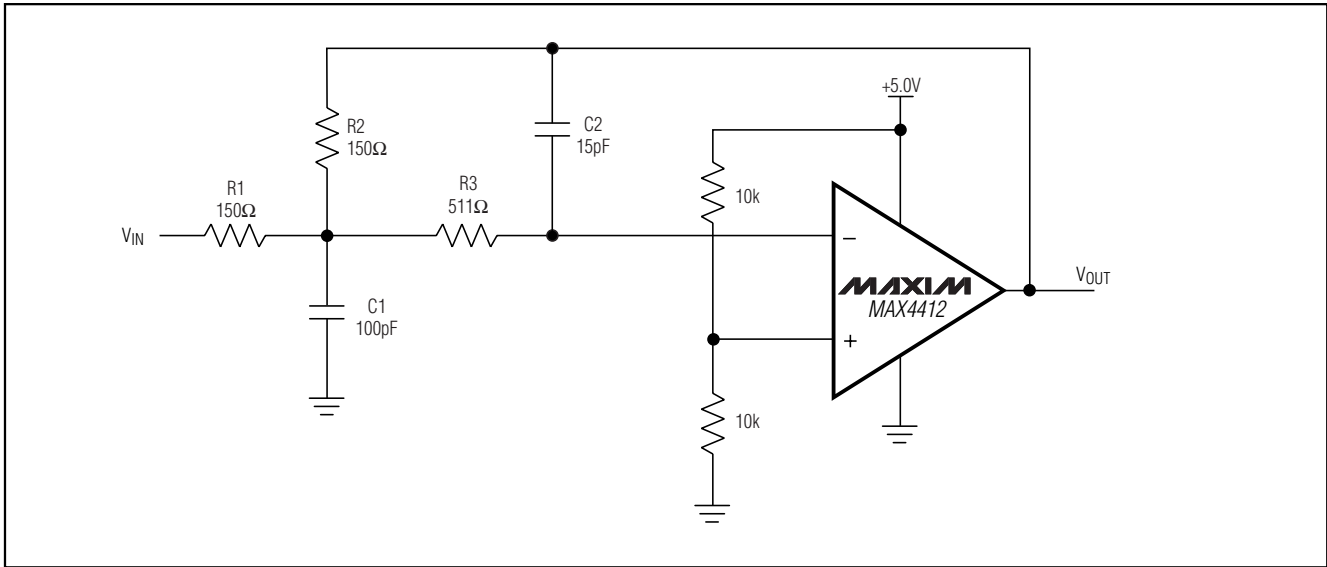 +5.0V
R2
150Ω
C2
15pF
R1
150Ω
R3
511Ω
10k
VIN
−
MAXIM
MAX4412
VOUT
C1
100pF
+
10k